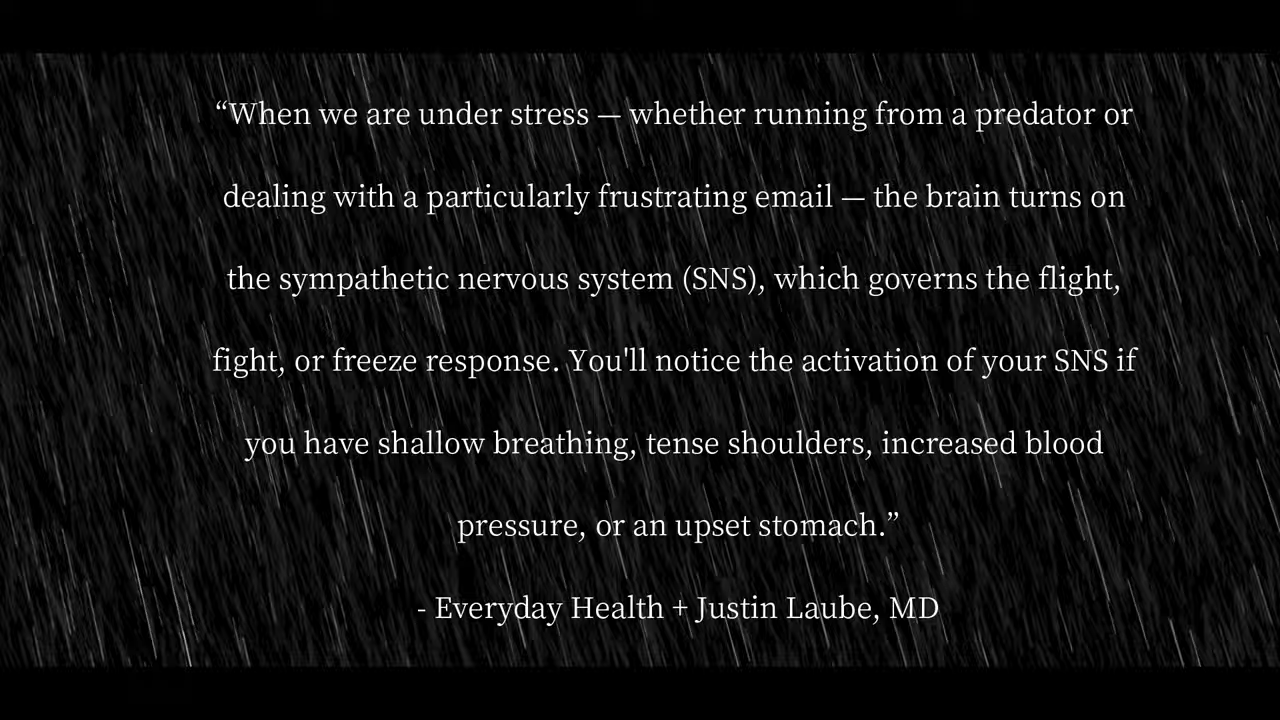 “When we are under stress — whether running from a predator or
dealing with a particularly frustrating email — the brain turns on
the sympathetic nervous system (SNS), which governs the flight,
fight, or freeze response. You'll notice the activation of your SNS if
you have shallow breathing, tense shoulders, increased blood
pressure, or an upset stomach.”
- Everyday Health + Justin Laube, MD